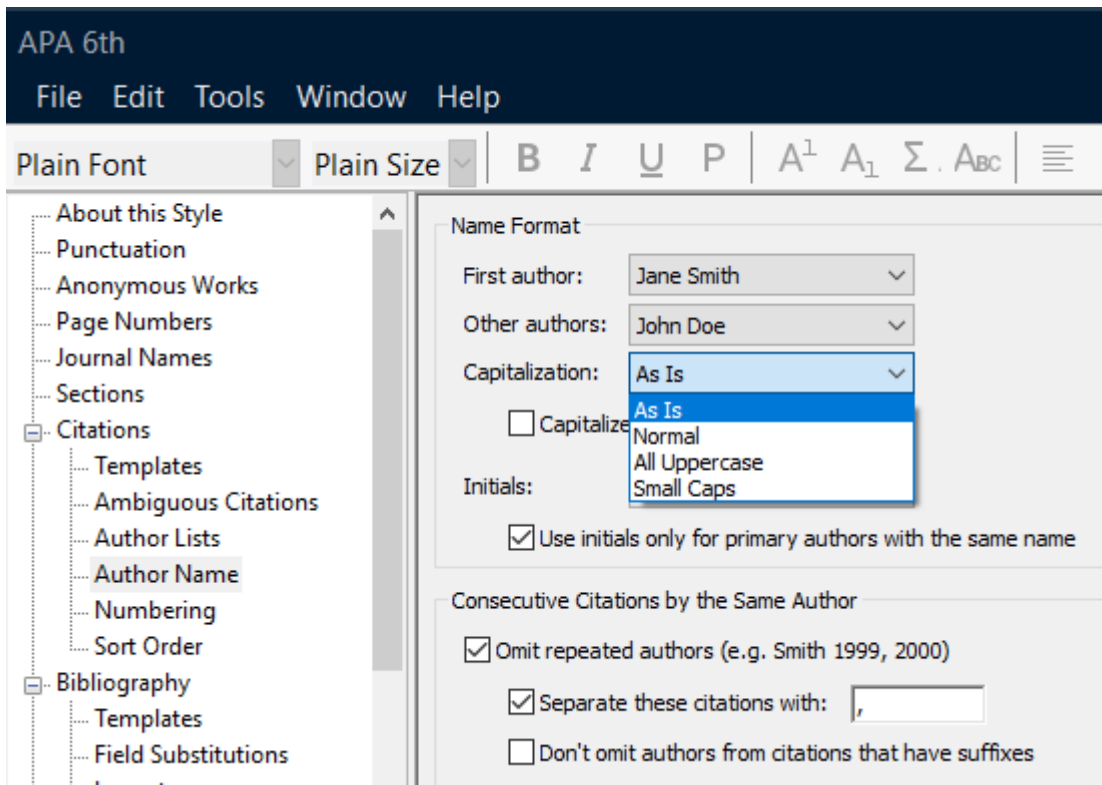 APA 6th
File Edit Tools Window Help
Plain Font Plain Size B I U P A1 A1 Σ. ABC
About this Style
Punctuation
Anonymous Works
Page Numbers
Journal Names
Sections
Citations
Templates
Ambiguous Citations
Author Lists
Author Name
Numbering
Sort Order
Bibliography
Templates
Field Substitutions
Name Format
First author: Jane Smith
Other authors: John Doe
Capitalization: As Is
As Is
Capitalize
Normal
All Uppercase
Initials:
Small Caps
Use initials only for primary authors with the same name
Consecutive Citations by the Same Author
Omit repeated authors (e.g. Smith 1999, 2000)
Separate these citations with: ,
Don't omit authors from citations that have suffixes